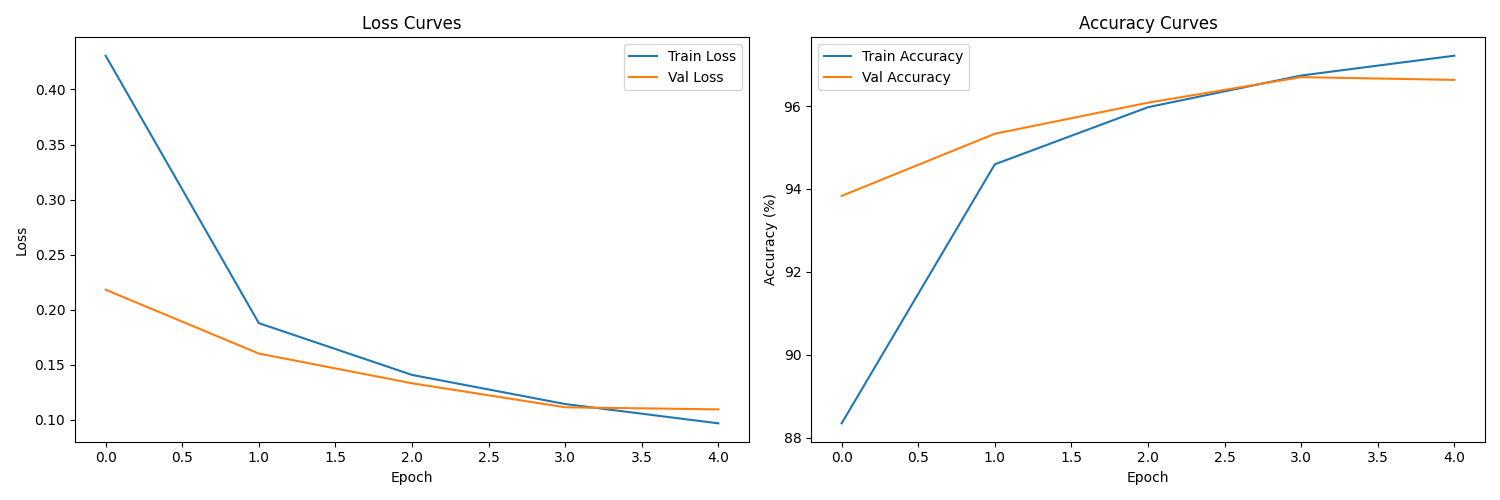 Loss Curves
Train Loss
Val Loss
0.40
0.35
0.30
0.25
0.20
0.15
0.10
Loss
0.0 0.5 1.0 1.5 2.0 2.5 3.0 3.5 4.0
Epoch
Accuracy Curves
Train Accuracy
Val Accuracy
96
94
92
90
88
Accuracy (%)
0.0 0.5 1.0 1.5 2.0 2.5 3.0 3.5 4.0
Epoch